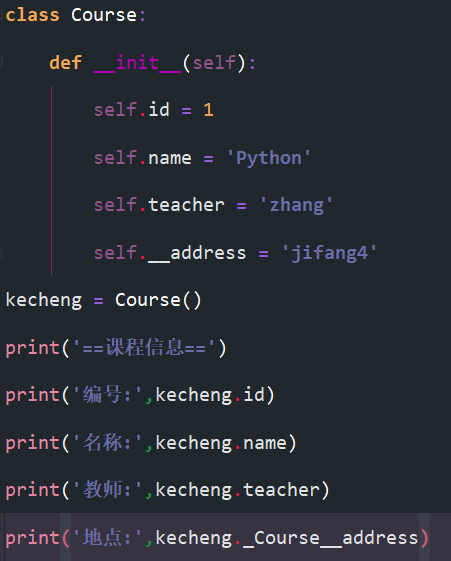 class Course:
def __init__(self):
self.id = 1
self.name = 'Python'
self.teacher = 'zhang'
self.__address = 'jifang4'
kecheng = Course()
print('==课程信息==')
print('编号:',kecheng.id)
print('名称:',kecheng.name)
print('教师:',kecheng.teacher)
print('地点:',kecheng._Course__address)